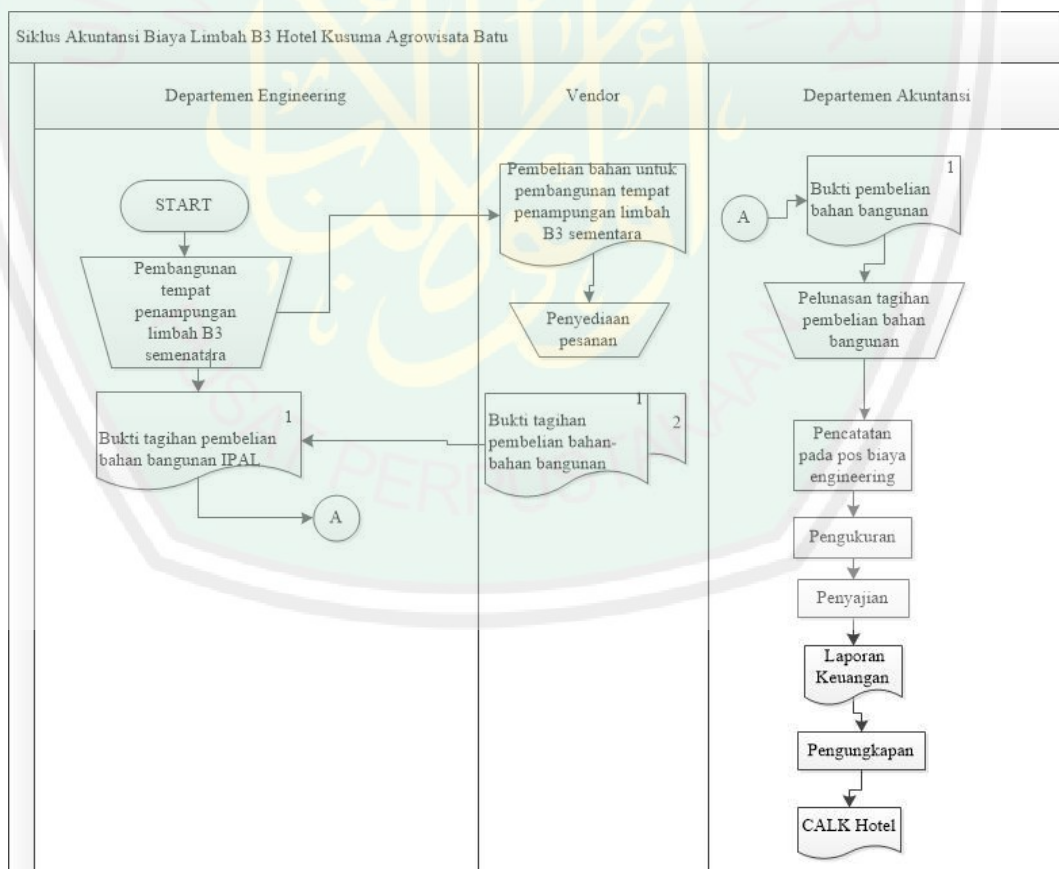 Siklus Akuntansi Biaya Limbah B3 Hotel Kusuma Agrowisata Batu
Departemen Engineering
Vendor
Departemen Akuntansi
START
Pembangunan
tempat
penampungan
limbah B3
semenatara
1
Bukti tagihan pembelian
bahan bangunan IPAL
A
Pembelian bahan untuk
pembangunan tempat
penampungan limbah
B3 sementara
Penyediaan
pesanan
1
2
Bukti tagihan
pembelian bahan-
bahan bangunan
A
1
Bukti pembelian
bahan bangunan
Pelunasan tagihan
pembelian bahan
bangunan
Pencatatan
pada pos biaya
engineering
Pengukuran
Penyajian
Laporan
Keuangan
Pengungkapan
CALK Hotel
PUSAT PERPUSTAKAAN